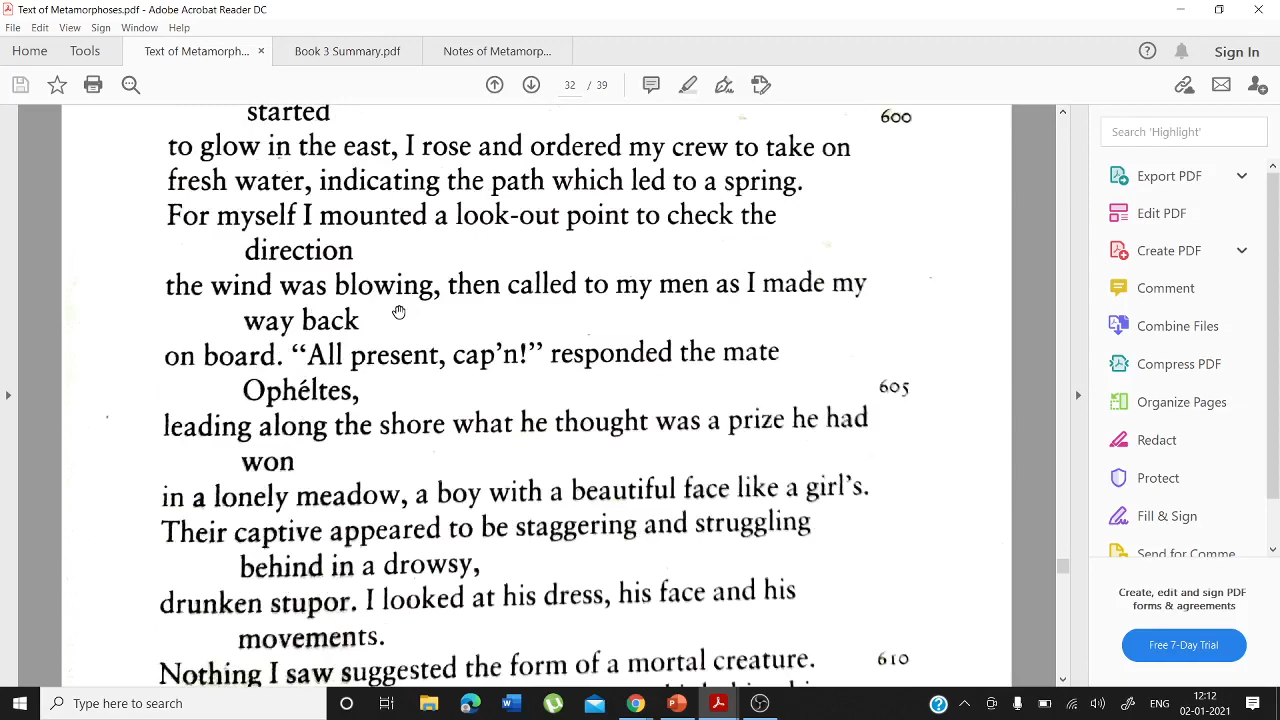 Text of Metamorphoses.pdf - Adobe Acrobat Reader DC
File Edit View Sign Window Help
Home Tools Text of Metamorph... × Book 3 Summary.pdf Notes of Metamorp... Sign In
32 / 39
started 600
to glow in the east, I rose and ordered my crew to take on
fresh water, indicating the path which led to a spring.
For myself I mounted a look-out point to check the
direction
the wind was blowing, then called to my men as I made my
way back
on board. “All present, cap’n!” responded the mate
Ophéltes, 605
leading along the shore what he thought was a prize he had
won
in a lonely meadow, a boy with a beautiful face like a girl’s.
Their captive appeared to be staggering and struggling
behind in a drowsy,
drunken stupor. I looked at his dress, his face and his
movements.
Nothing I saw suggested the form of a mortal creature. 610
Search 'Highlight'
Export PDF
Edit PDF
Create PDF
Comment
Combine Files
Compress PDF
Organize Pages
Redact
Protect
Fill & Sign
Send for Comme
Create, edit and sign PDF
forms & agreements
Free 7-Day Trial
Type here to search
ENG
12:12
02-01-2021